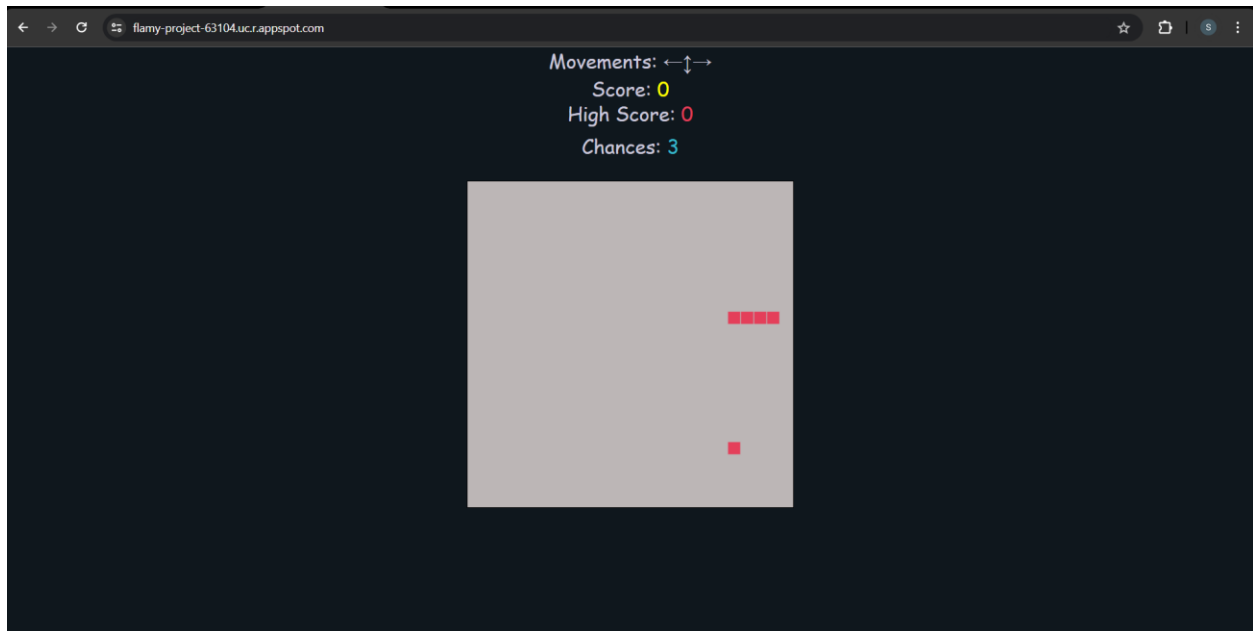 flamy-project-63104.uc.r.appspot.com
S
Movements: ←↕→
Score: 0
High Score: 0
Chances: 3